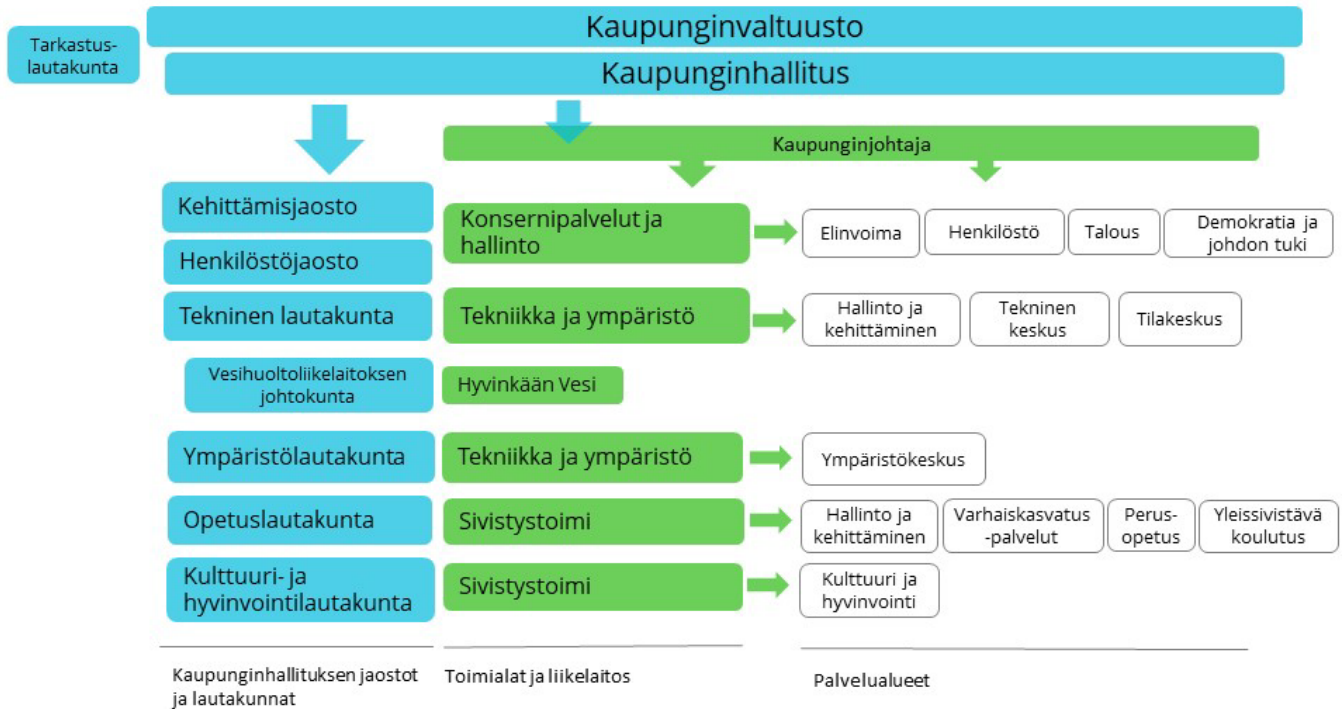 Kaupunginvaltuusto
Tarkastus-
lautakunta
Kaupunginhallitus
Kaupunginjohtaja
Kehittämisjaosto
Henkilöstöjaosto
Konsernipalvelut ja
hallinto
Elinvoima
Henkilöstö
Talous
Demokratia ja
johdon tuki
Tekninen lautakunta
Tekniikka ja ympäristö
Hallinto ja
kehittäminen
Tekninen
keskus
Tilakeskus
Vesihuoltoliikelaitoksen
johtokunta
Hyvinkään Vesi
Ympäristölautakunta
Tekniikka ja ympäristö
Ympäristökeskus
Opetuslautakunta
Sivistystoimi
Hallinto ja
kehittäminen
Varhaiskasvatus
-palvelut
Perus-
opetus
Yleissivistävä
koulutus
Kulttuuri- ja
hyvinvointilautakunta
Sivistystoimi
Kulttuuri ja
hyvinvointi
Kaupunginhallituksen jaostot
ja lautakunnat
Toimialat ja liikelaitos
Palvelualueet